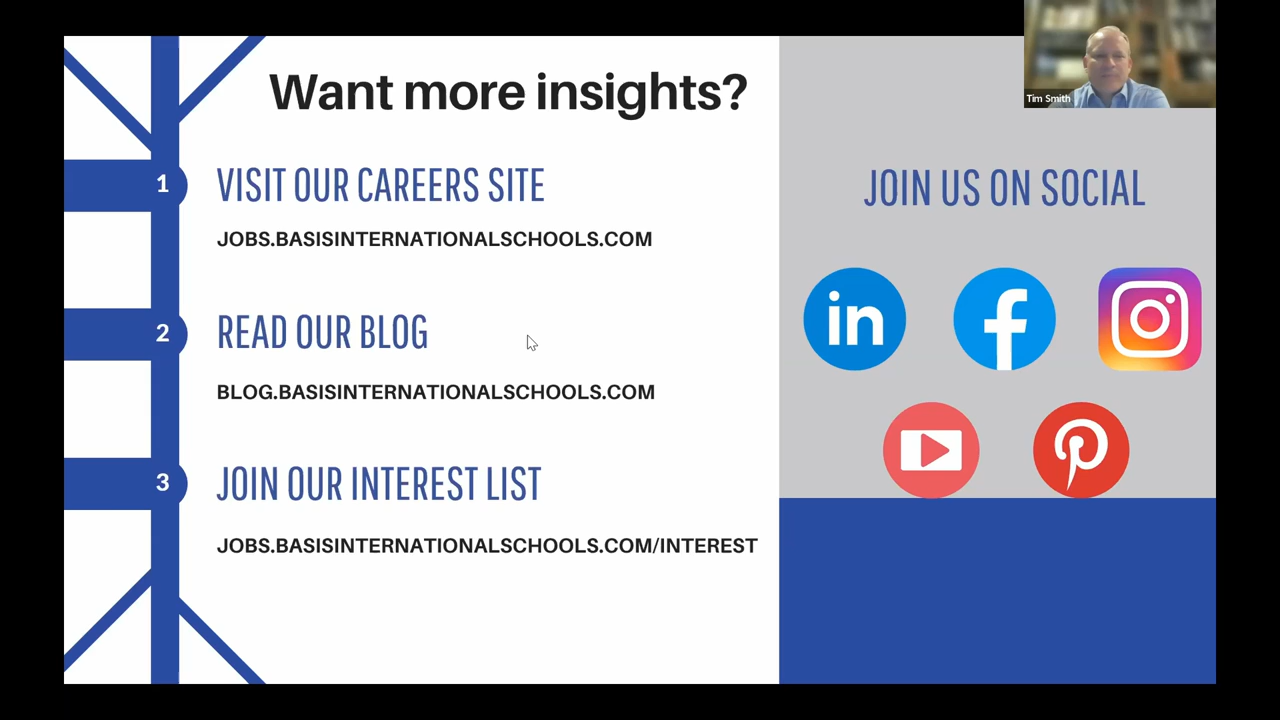 Want more insights?
1
VISIT OUR CAREERS SITE
JOBS.BASISINTERNATIONALSCHOOLS.COM
2
READ OUR BLOG
BLOG.BASISINTERNATIONALSCHOOLS.COM
3
JOIN OUR INTEREST LIST
JOBS.BASISINTERNATIONALSCHOOLS.COM/INTEREST
Tim Smith
JOIN US ON SOCIAL
in
f